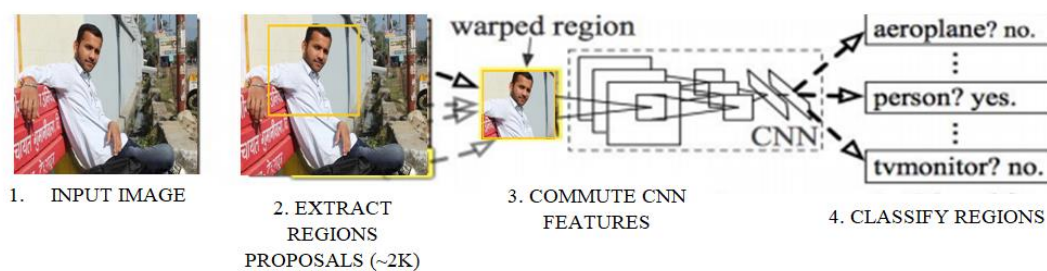 warped region
aeroplane? no.
person? yes.
CNN
tvmonitor? no.
1. INPUT IMAGE
2. EXTRACT
REGIONS
PROPOSALS (~2K)
3. COMMUTE CNN
FEATURES
4. CLASSIFY REGIONS